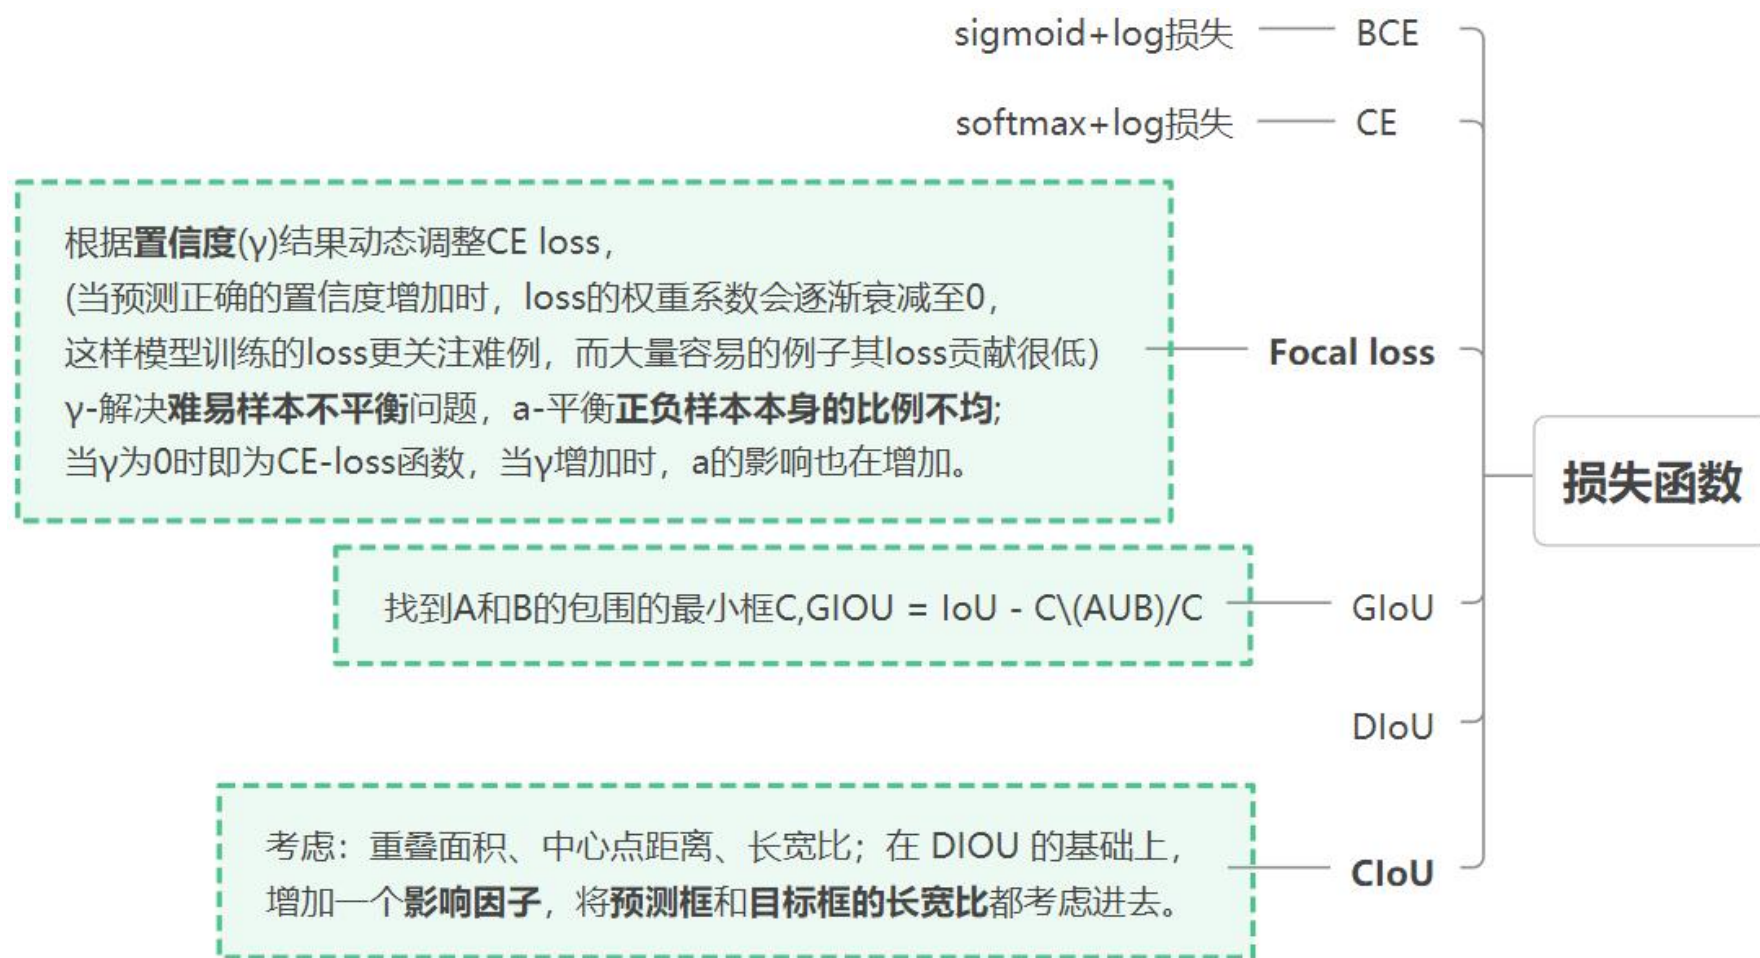 sigmoid+log损失
BCE
softmax+log损失
CE
根据置信度(γ)结果动态调整CE loss，
(当预测正确的置信度增加时，loss的权重系数会逐渐衰减至0，
这样模型训练的loss更关注难例，而大量容易的例子其loss贡献很低）
γ-解决难易样本不平衡问题，a-平衡正负样本本身的比例不均;
当γ为0时即为CE-loss函数，当γ增加时，a的影响也在增加。
Focal loss
损失函数
找到A和B的包围的最小框C,GIOU = IoU - C\(AUB)/C
GIoU
DIoU
考虑：重叠面积、中心点距离、长宽比；在 DIOU 的基础上，
增加一个影响因子，将预测框和目标框的长宽比都考虑进去。
CIoU